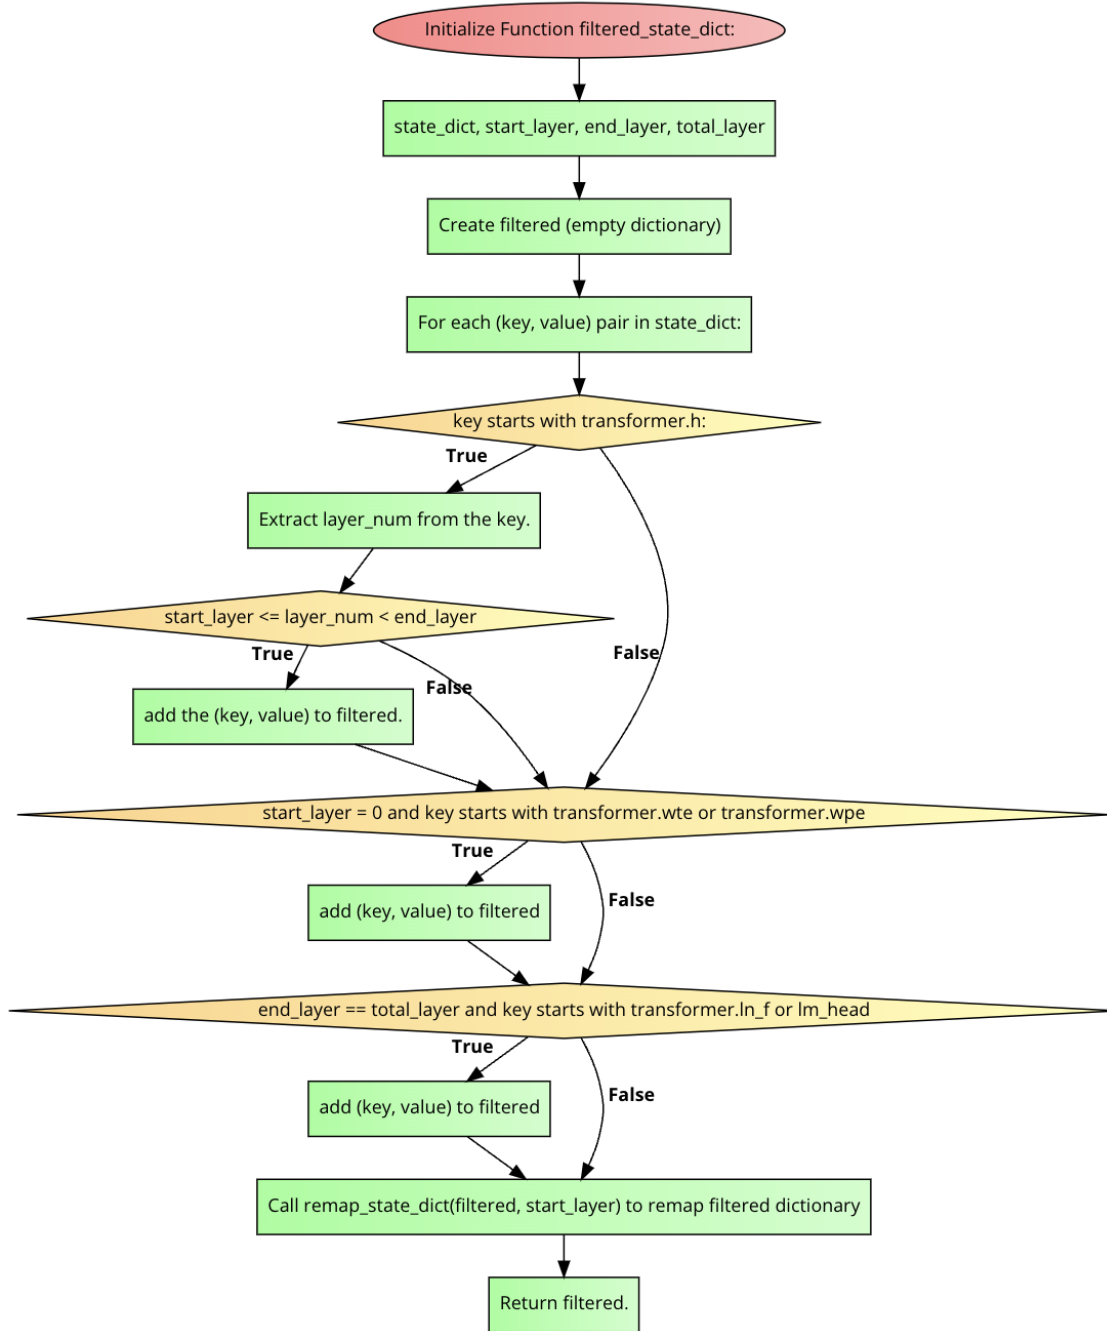 Initialize Function filtered_state_dict:
state_dict, start_layer, end_layer, total_layer
Create filtered (empty dictionary)
For each (key, value) pair in state_dict:
key starts with transformer.h:
True
Extract layer_num from the key.
start_layer <= layer_num < end_layer
True
False
False
add the (key, value) to filtered.
start_layer = 0 and key starts with transformer.wte or transformer.wpe
True
False
add (key, value) to filtered
end_layer == total_layer and key starts with transformer.ln_f or lm_head
True
False
add (key, value) to filtered
Call remap_state_dict(filtered, start_layer) to remap filtered dictionary
Return filtered.